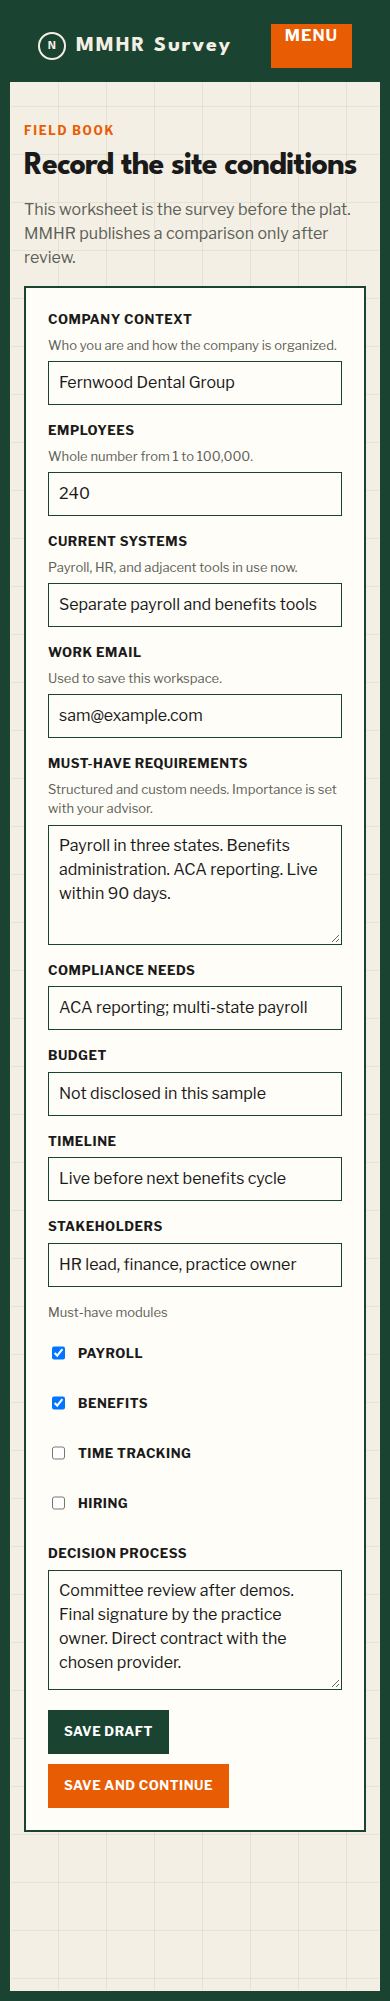 N MMHR Survey
MENU
FIELD BOOK
Record the site conditions
This worksheet is the survey before the plat.
MMHR publishes a comparison only after
review.
COMPANY CONTEXT
Who you are and how the company is organized.
Fernwood Dental Group
EMPLOYEES
Whole number from 1 to 100,000.
240
CURRENT SYSTEMS
Payroll, HR, and adjacent tools in use now.
Separate payroll and benefits tools
WORK EMAIL
Used to save this workspace.
sam@example.com
MUST-HAVE REQUIREMENTS
Structured and custom needs. Importance is set
with your advisor.
Payroll in three states. Benefits
administration. ACA reporting. Live
within 90 days.
COMPLIANCE NEEDS
ACA reporting; multi-state payroll
BUDGET
Not disclosed in this sample
TIMELINE
Live before next benefits cycle
STAKEHOLDERS
HR lead, finance, practice owner
Must-have modules
PAYROLL
BENEFITS
TIME TRACKING
HIRING
DECISION PROCESS
Committee review after demos.
Final signature by the practice
owner. Direct contract with the
chosen provider.
SAVE DRAFT
SAVE AND CONTINUE